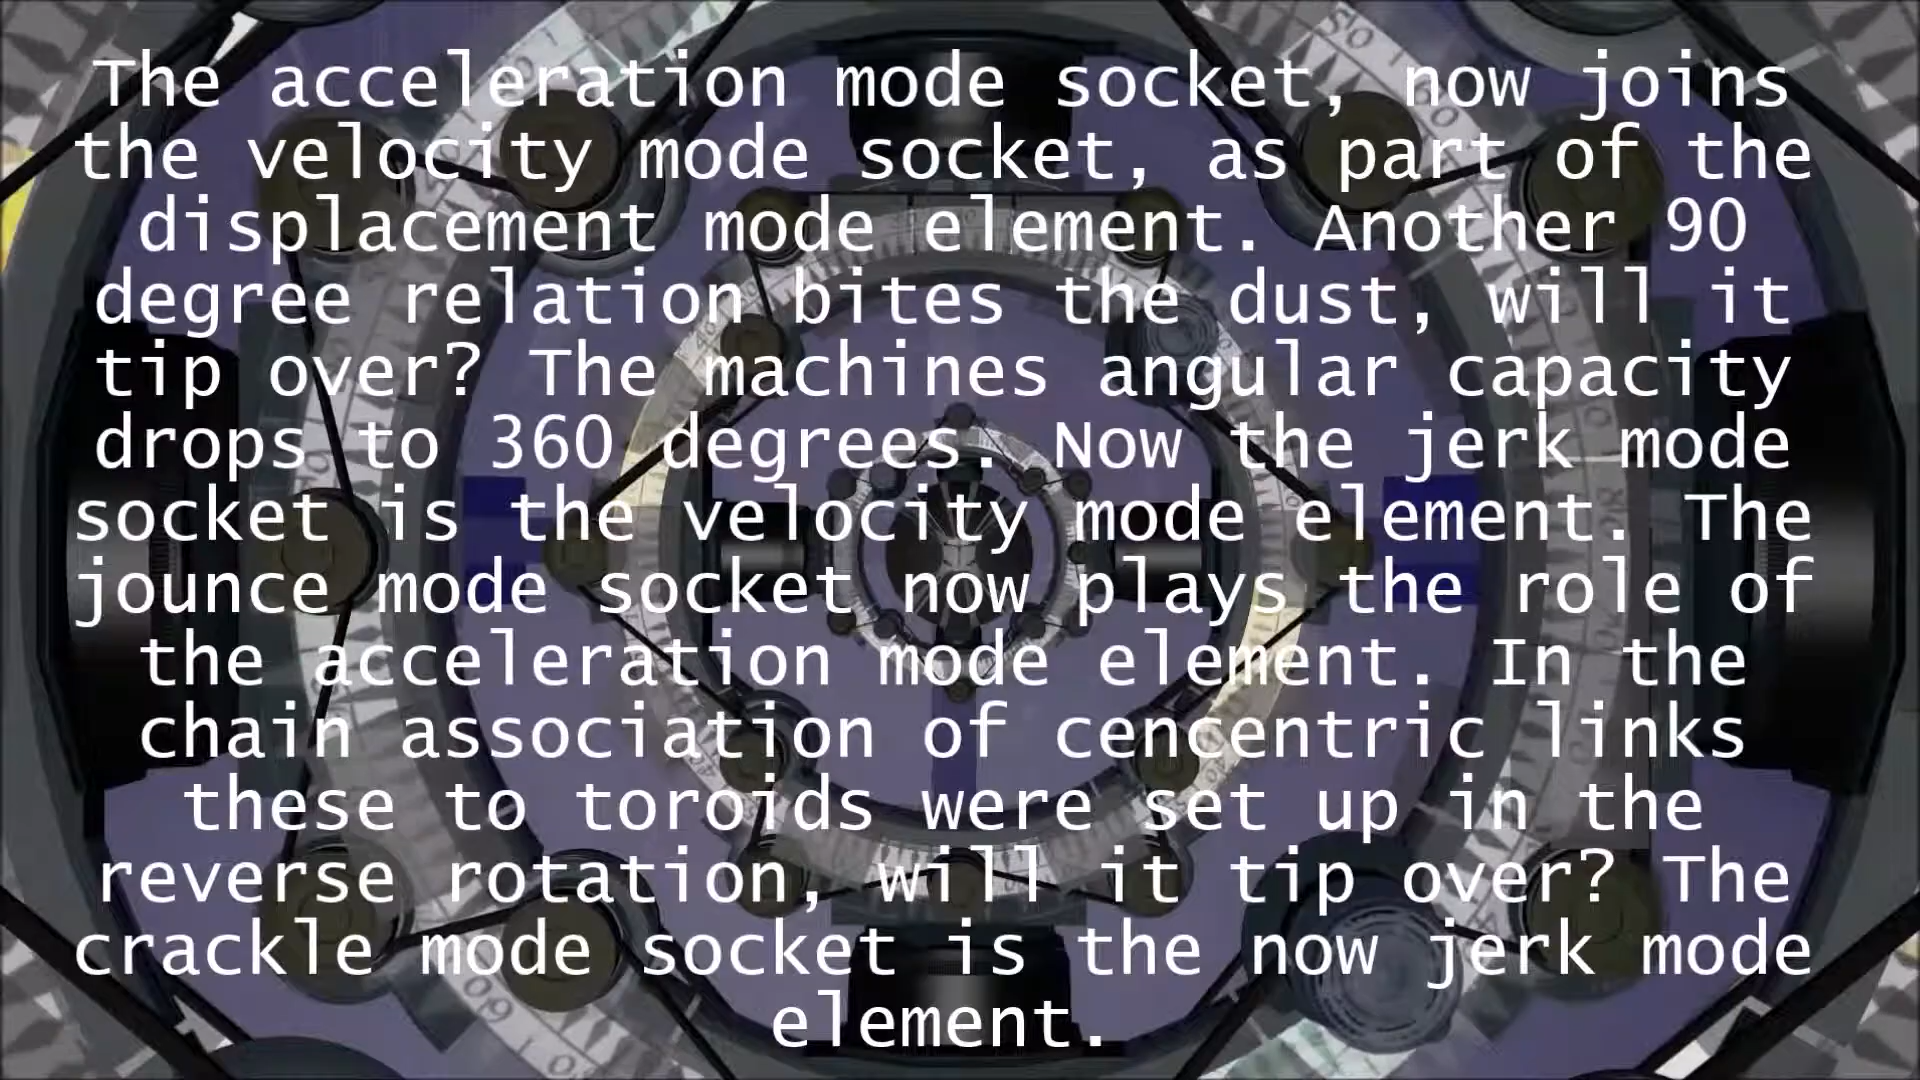 The acceleration mode socket, now joins
the velocity mode socket, as part of the
displacement mode element. Another 90
degree relation bites the dust, will it
tip over? The machines angular capacity
drops to 360 degrees. Now the jerk mode
socket is the velocity mode element. The
jounce mode socket now plays the role of
the acceleration mode element. In the
chain association of cencentric links
these to toroids were set up in the
reverse rotation, will it tip over? The
crackle mode socket is the now jerk mode
element.